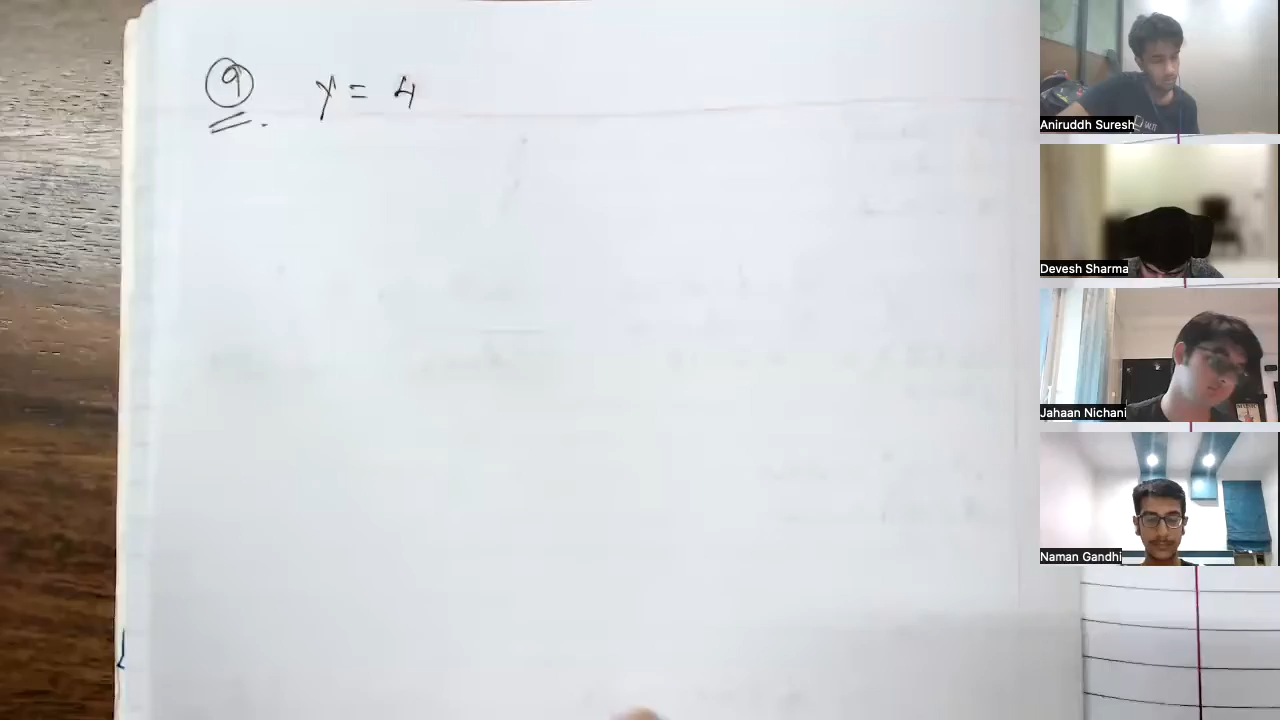 9. y = 4
Aniruddh Suresh
Devesh Sharma
Jahaan Nichani
Naman Gandhi